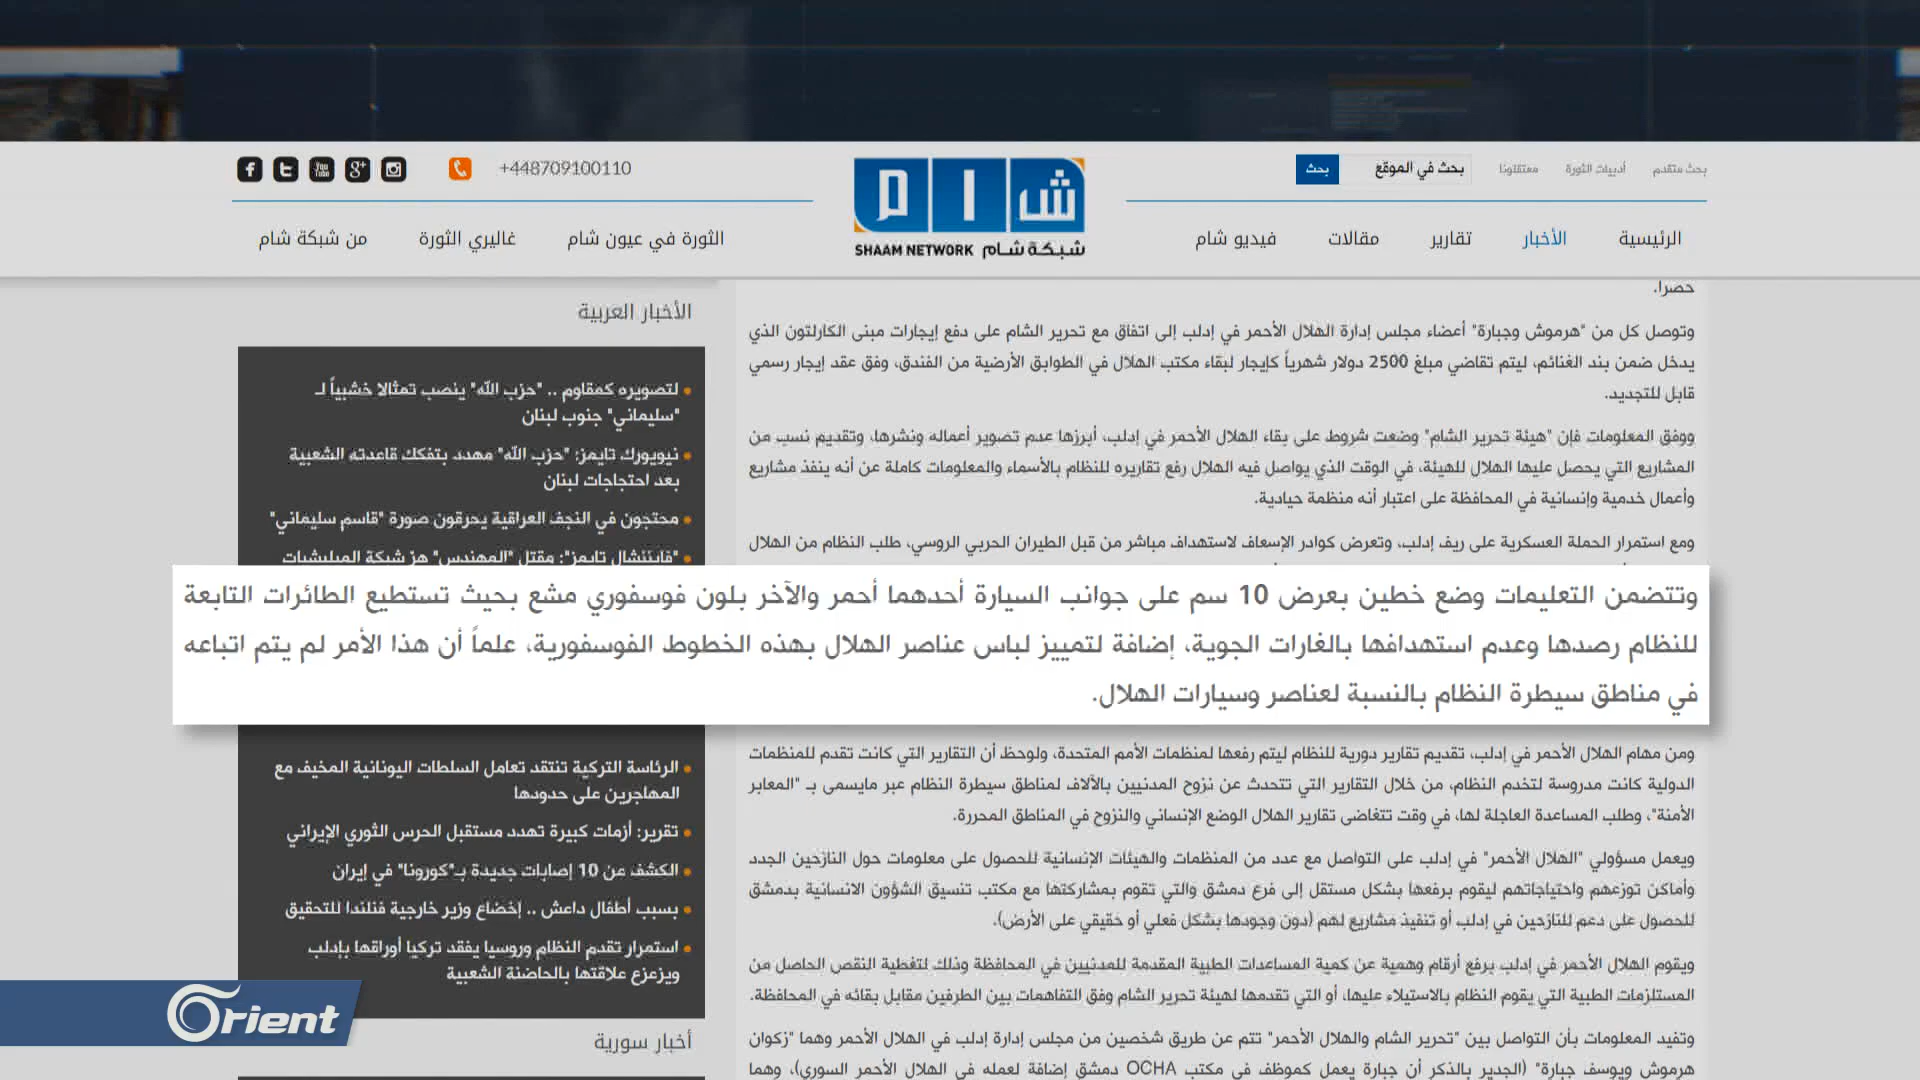 +448709100110
شام
SHAAM NETWORK شبكة شام
بحث في الموقع
بحث
بحث متقدم
أدبيات الثورة
معتقلونا
الرئيسية
الأخبار
تقارير
مقالات
فيديو شام
الثورة في عيون شام
غاليري الثورة
من شبكة شام
حصراً.
وتوصل كل من "هرموش وجبارة" أعضاء مجلس إدارة الهلال الأحمر في إدلب إلى اتفاق مع تحرير الشام على دفع إيجارات مبنى الكارلتون الذي
يدخل ضمن بند الغنائم، ليتم تقاضي مبلغ 2500 دولار شهرياً كإيجار لبقاء مكتب الهلال في الطوابق الأرضية من الفندق، وفق عقد إيجار رسمي
قابل للتجديد.
ووفق المعلومات فإن "هيئة تحرير الشام" وضعت شروط على بقاء الهلال الأحمر في إدلب، أبرزها عدم تصوير أعماله ونشرها، وتقديم نسب من
المشاريع التي يحصل عليها الهلال للهيئة، في الوقت الذي يواصل فيه الهلال رفع تقاريره للنظام بالأسماء والمعلومات كاملة عن أنه ينفذ مشاريع
وأعمال خدمية وإنسانية في المحافظة على اعتبار أنه منظمة حيادية.
ومع استمرار الحملة العسكرية على ريف إدلب، وتعرض كوادر الإسعاف لاستهداف مباشر من قبل الطيران الحربي الروسي، طلب النظام من الهلال
وتتضمن التعليمات وضع خطين بعرض 10 سم على جوانب السيارة أحدهما أحمر والآخر بلون فوسفوري مشع بحيث تستطيع الطائرات التابعة
للنظام رصدها وعدم استهدافها بالغارات الجوية، إضافة لتمييز لباس عناصر الهلال بهذه الخطوط الفوسفورية، علماً أن هذا الأمر لم يتم اتباعه
في مناطق سيطرة النظام بالنسبة لعناصر وسيارات الهلال.
ومن مهام الهلال الأحمر في إدلب، تقديم تقارير دورية للنظام ليتم رفعها لمنظمات الأمم المتحدة، ولوحظ أن التقارير التي كانت تقدم للمنظمات
الدولية كانت مدروسة لتخدم النظام، من خلال التقارير التي تتحدث عن نزوح المدنيين بالآلاف لمناطق سيطرة النظام عبر مايسمى بـ "المعابر
الأمنة"، وطلب المساعدة العاجلة لها، في وقت تتغاضى تقارير الهلال الوضع الإنساني والنزوح في المناطق المحررة.
ويعمل مسؤولي "الهلال الأحمر" في إدلب على التواصل مع عدد من المنظمات والهيئات الإنسانية للحصول على معلومات حول النازحين الجدد
وأماكن توزعهم واحتياجاتهم ليقوم برفعها بشكل مستقل إلى فرع دمشق والتي تقوم بمشاركتها مع مكتب تنسيق الشؤون الانسانية بدمشق
للحصول على دعم للنازحين في إدلب أو تنفيذ مشاريع لهم (دون وجودها بشكل فعلي أو حقيقي على الأرض).
ويقوم الهلال الأحمر في إدلب برفع أرقام وهمية عن كمية المساعدات الطبية المقدمة للمدنيين في المحافظة وذلك لتغطية النقص الحاصل من
المستلزمات الطبية التي يقوم النظام بالاستيلاء عليها، أو التي تقدمها لهيئة تحرير الشام وفق التفاهمات بين الطرفين مقابل بقائه في المحافظة.
وتفيد المعلومات بأن التواصل بين "تحرير الشام والهلال الأحمر" تتم عن طريق شخصين من مجلس إدارة إدلب في الهلال الأحمر وهما "زكوان
هرموش ويوسف جبارة" (الجدير بالذكر أن جبارة يعمل كموظف في مكتب OCHA دمشق إضافة لعمله في الهلال الأحمر السوري)، وهما
الأخبار العربية
لتصويره كمقاوم .. "حزب الله" ينصب تمثالا خشبياً لـ
"سليماني" جنوب لبنان
نيويورك تايمز: "حزب الله" مهدد بتفكك قاعدته الشعبية
بعد احتجاجات لبنان
محتجون في النجف العراقية يحرقون صورة "قاسم سليماني"
"فايننشال تايمز": مقتل "المهندس" هز شبكة الميليشيات
الرئاسة التركية تنتقد تعامل السلطات اليونانية المخيف مع
المهاجرين على حدودها
تقرير: أزمات كبيرة تهدد مستقبل الحرس الثوري الإيراني
الكشف عن 10 إصابات جديدة بـ"كورونا" في إيران
بسبب أطفال داعش .. إخضاع وزير خارجية فنلندا للتحقيق
استمرار تقدم النظام وروسيا يفقد تركيا أوراقها بإدلب
ويزعزع علاقتها بالحاضنة الشعبية
أخبار سورية
Orient